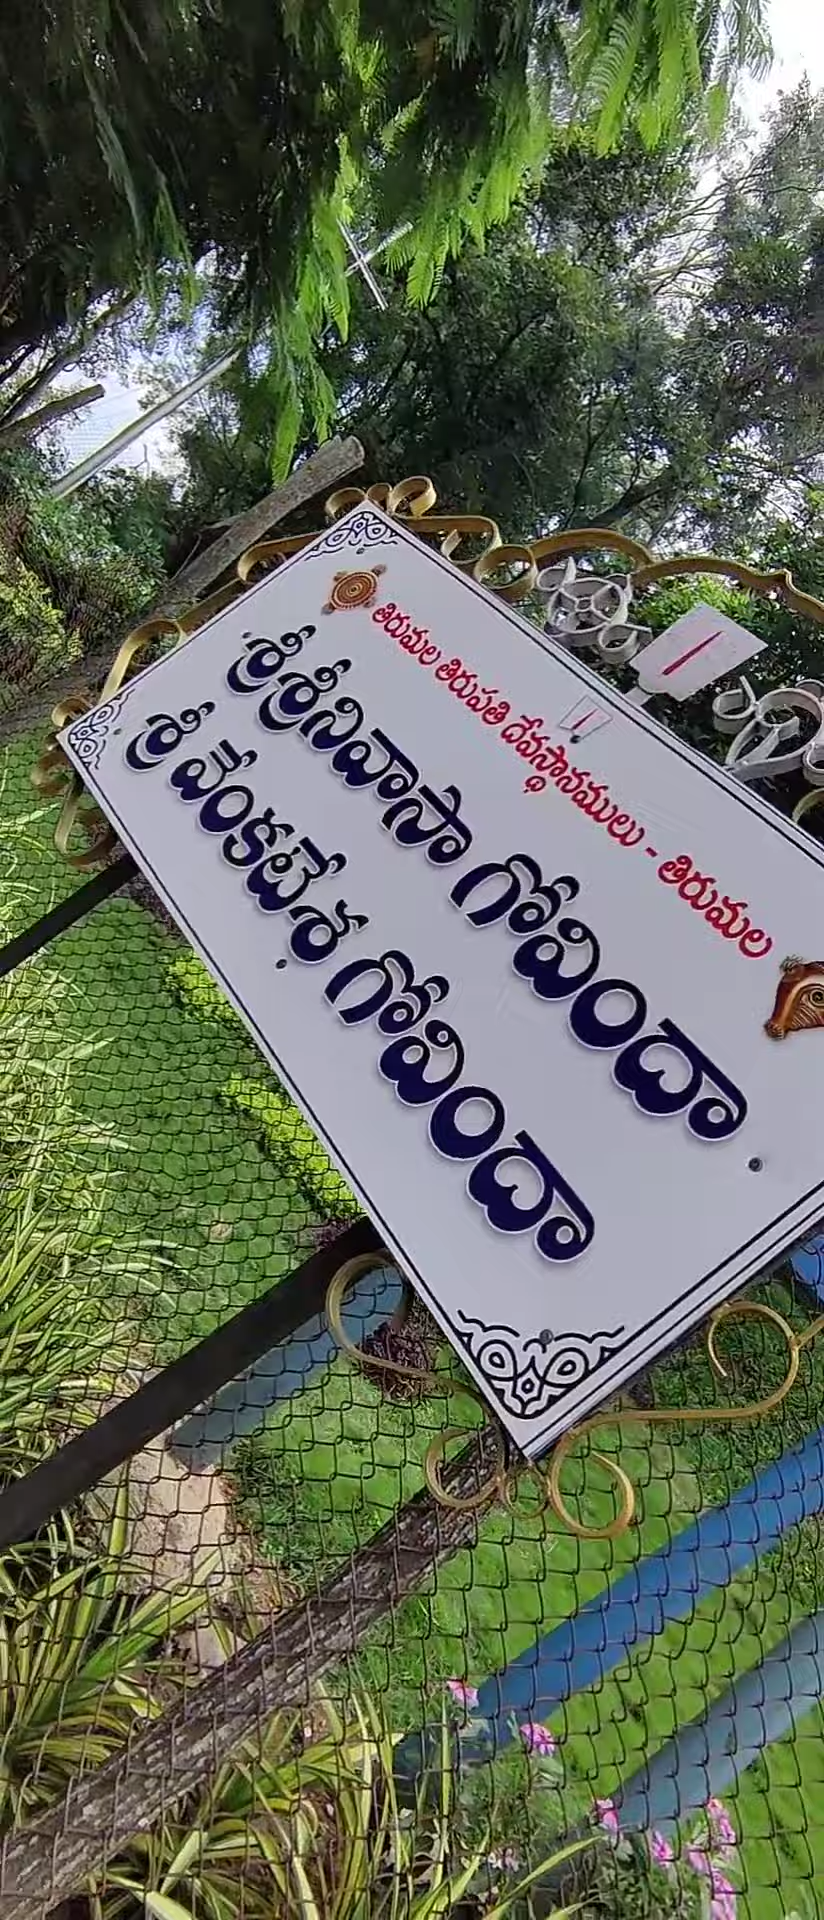 తిరుమల తిరుపతి దేవస్థానములు - తిరుమల
శ్రీ శ్రీనివాసా గోవిందా
శ్రీ వేంకటేశ గోవిందా